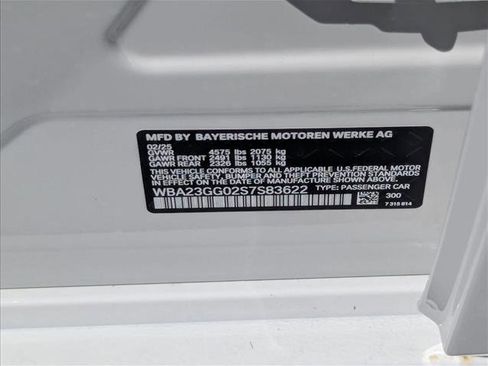 MFD BY BAYERISCHE MOTOREN WERKE AG
02/25
GVWR 4575 lbs 2075 kg
GAWR FRONT 2491 lbs 1130 kg
GAWR REAR 2326 lbs 1055 kg
THIS VEHICLE CONFORMS TO ALL APPLICABLE U.S.FEDERAL MOTOR
VEHICLE SAFETY, BUMPER AND THEFT PREVENTION STANDARDS
IN EFFECT ON THE DATE OF MANUFACTURE SHOWN ABOVE.
WBA23GG02S7S83622 TYPE: PASSENGER CAR
300
7 315 814